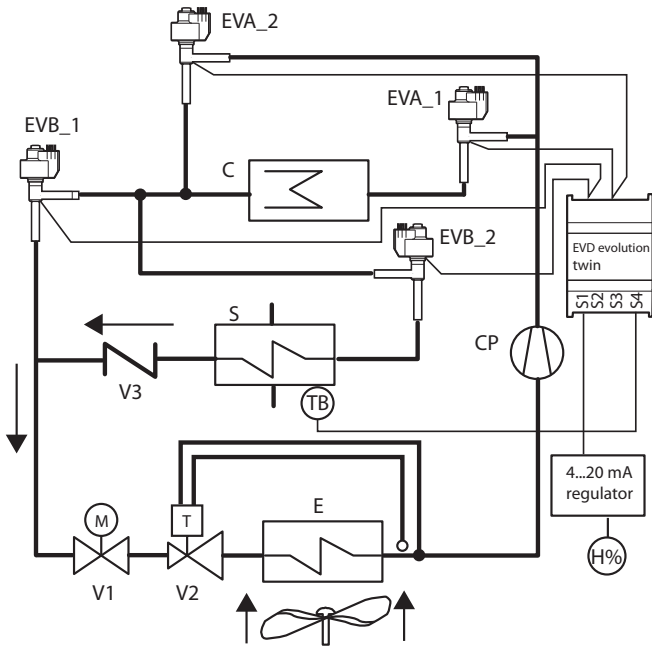 EVA_2
EVA_1
EVB_1
C
EVB_2
EVD evolution
twin
S1
S2
S3
S4
S
CP
V3
TB
4...20 mA
regulator
E
M
T
H%
V1
V2